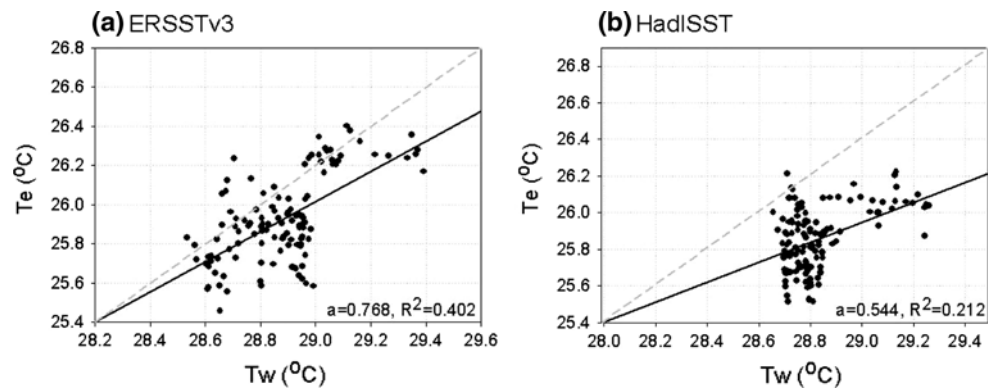 (a) ERSSTv3
26.8
26.6
26.4
26.2
26.0
25.8
25.6
25.4
Te (°C)
a=0.768, R²=0.402
28.2 28.4 28.6 28.8 29.0 29.2 29.4 29.6
Tw (°C)
(b) HadISST
26.8
26.6
26.4
26.2
26.0
25.8
25.6
25.4
Te (°C)
a=0.544, R²=0.212
28.0 28.2 28.4 28.6 28.8 29.0 29.2 29.4
Tw (°C)